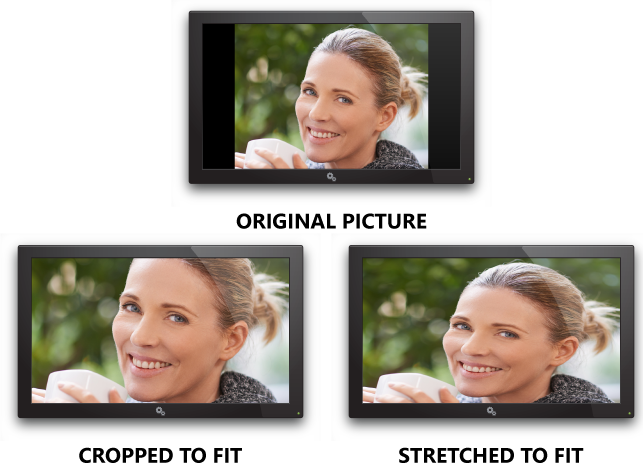 ORIGINAL PICTURE
CROPPED TO FIT
STRETCHED TO FIT